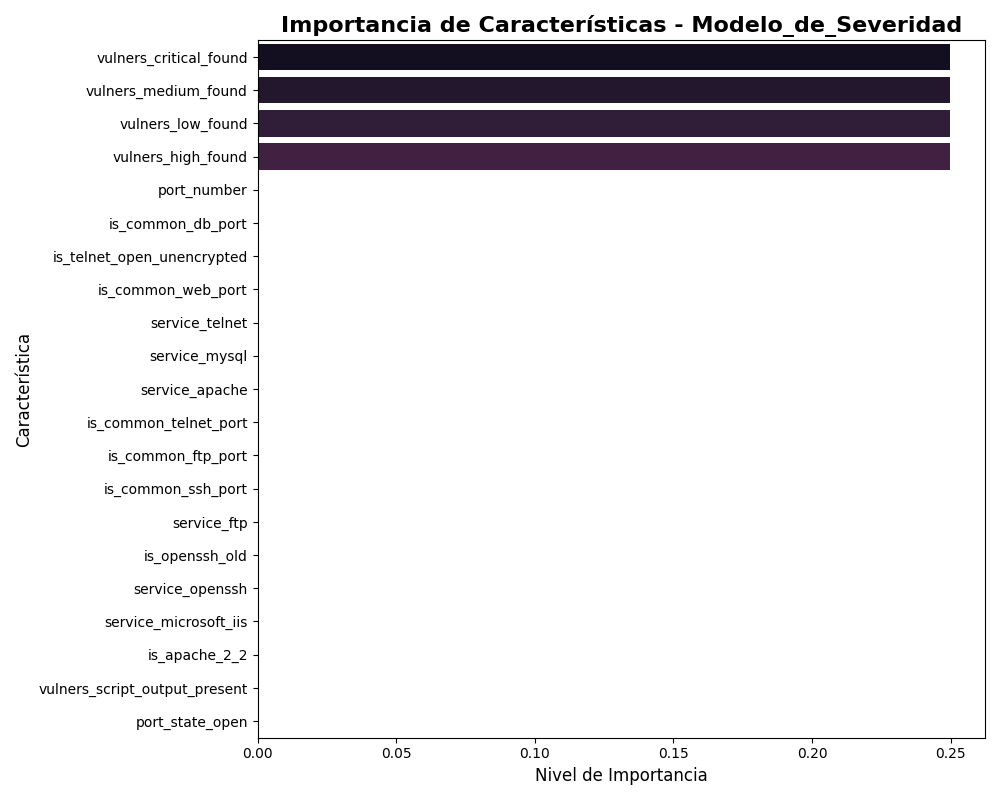 Importancia de Características - Modelo_de_Severidad
vulners_critical_found
vulners_medium_found
vulners_low_found
vulners_high_found
port_number
is_common_db_port
is_telnet_open_unencrypted
is_common_web_port
service_telnet
service_mysql
service_apache
is_common_telnet_port
is_common_ftp_port
is_common_ssh_port
service_ftp
is_openssh_old
service_openssh
service_microsoft_iis
is_apache_2_2
vulners_script_output_present
port_state_open
Característica
0.00 0.05 0.10 0.15 0.20 0.25
Nivel de Importancia